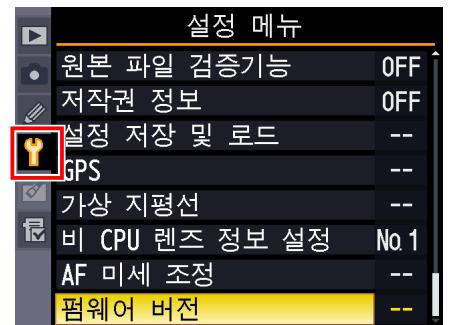 설정 메뉴
원본 파일 검증기능 OFF
저작권 정보 OFF
설정 저장 및 로드 --
GPS --
가상 지평선 --
비 CPU 렌즈 정보 설정 No.1
AF 미세 조정 --
펌웨어 버전 --